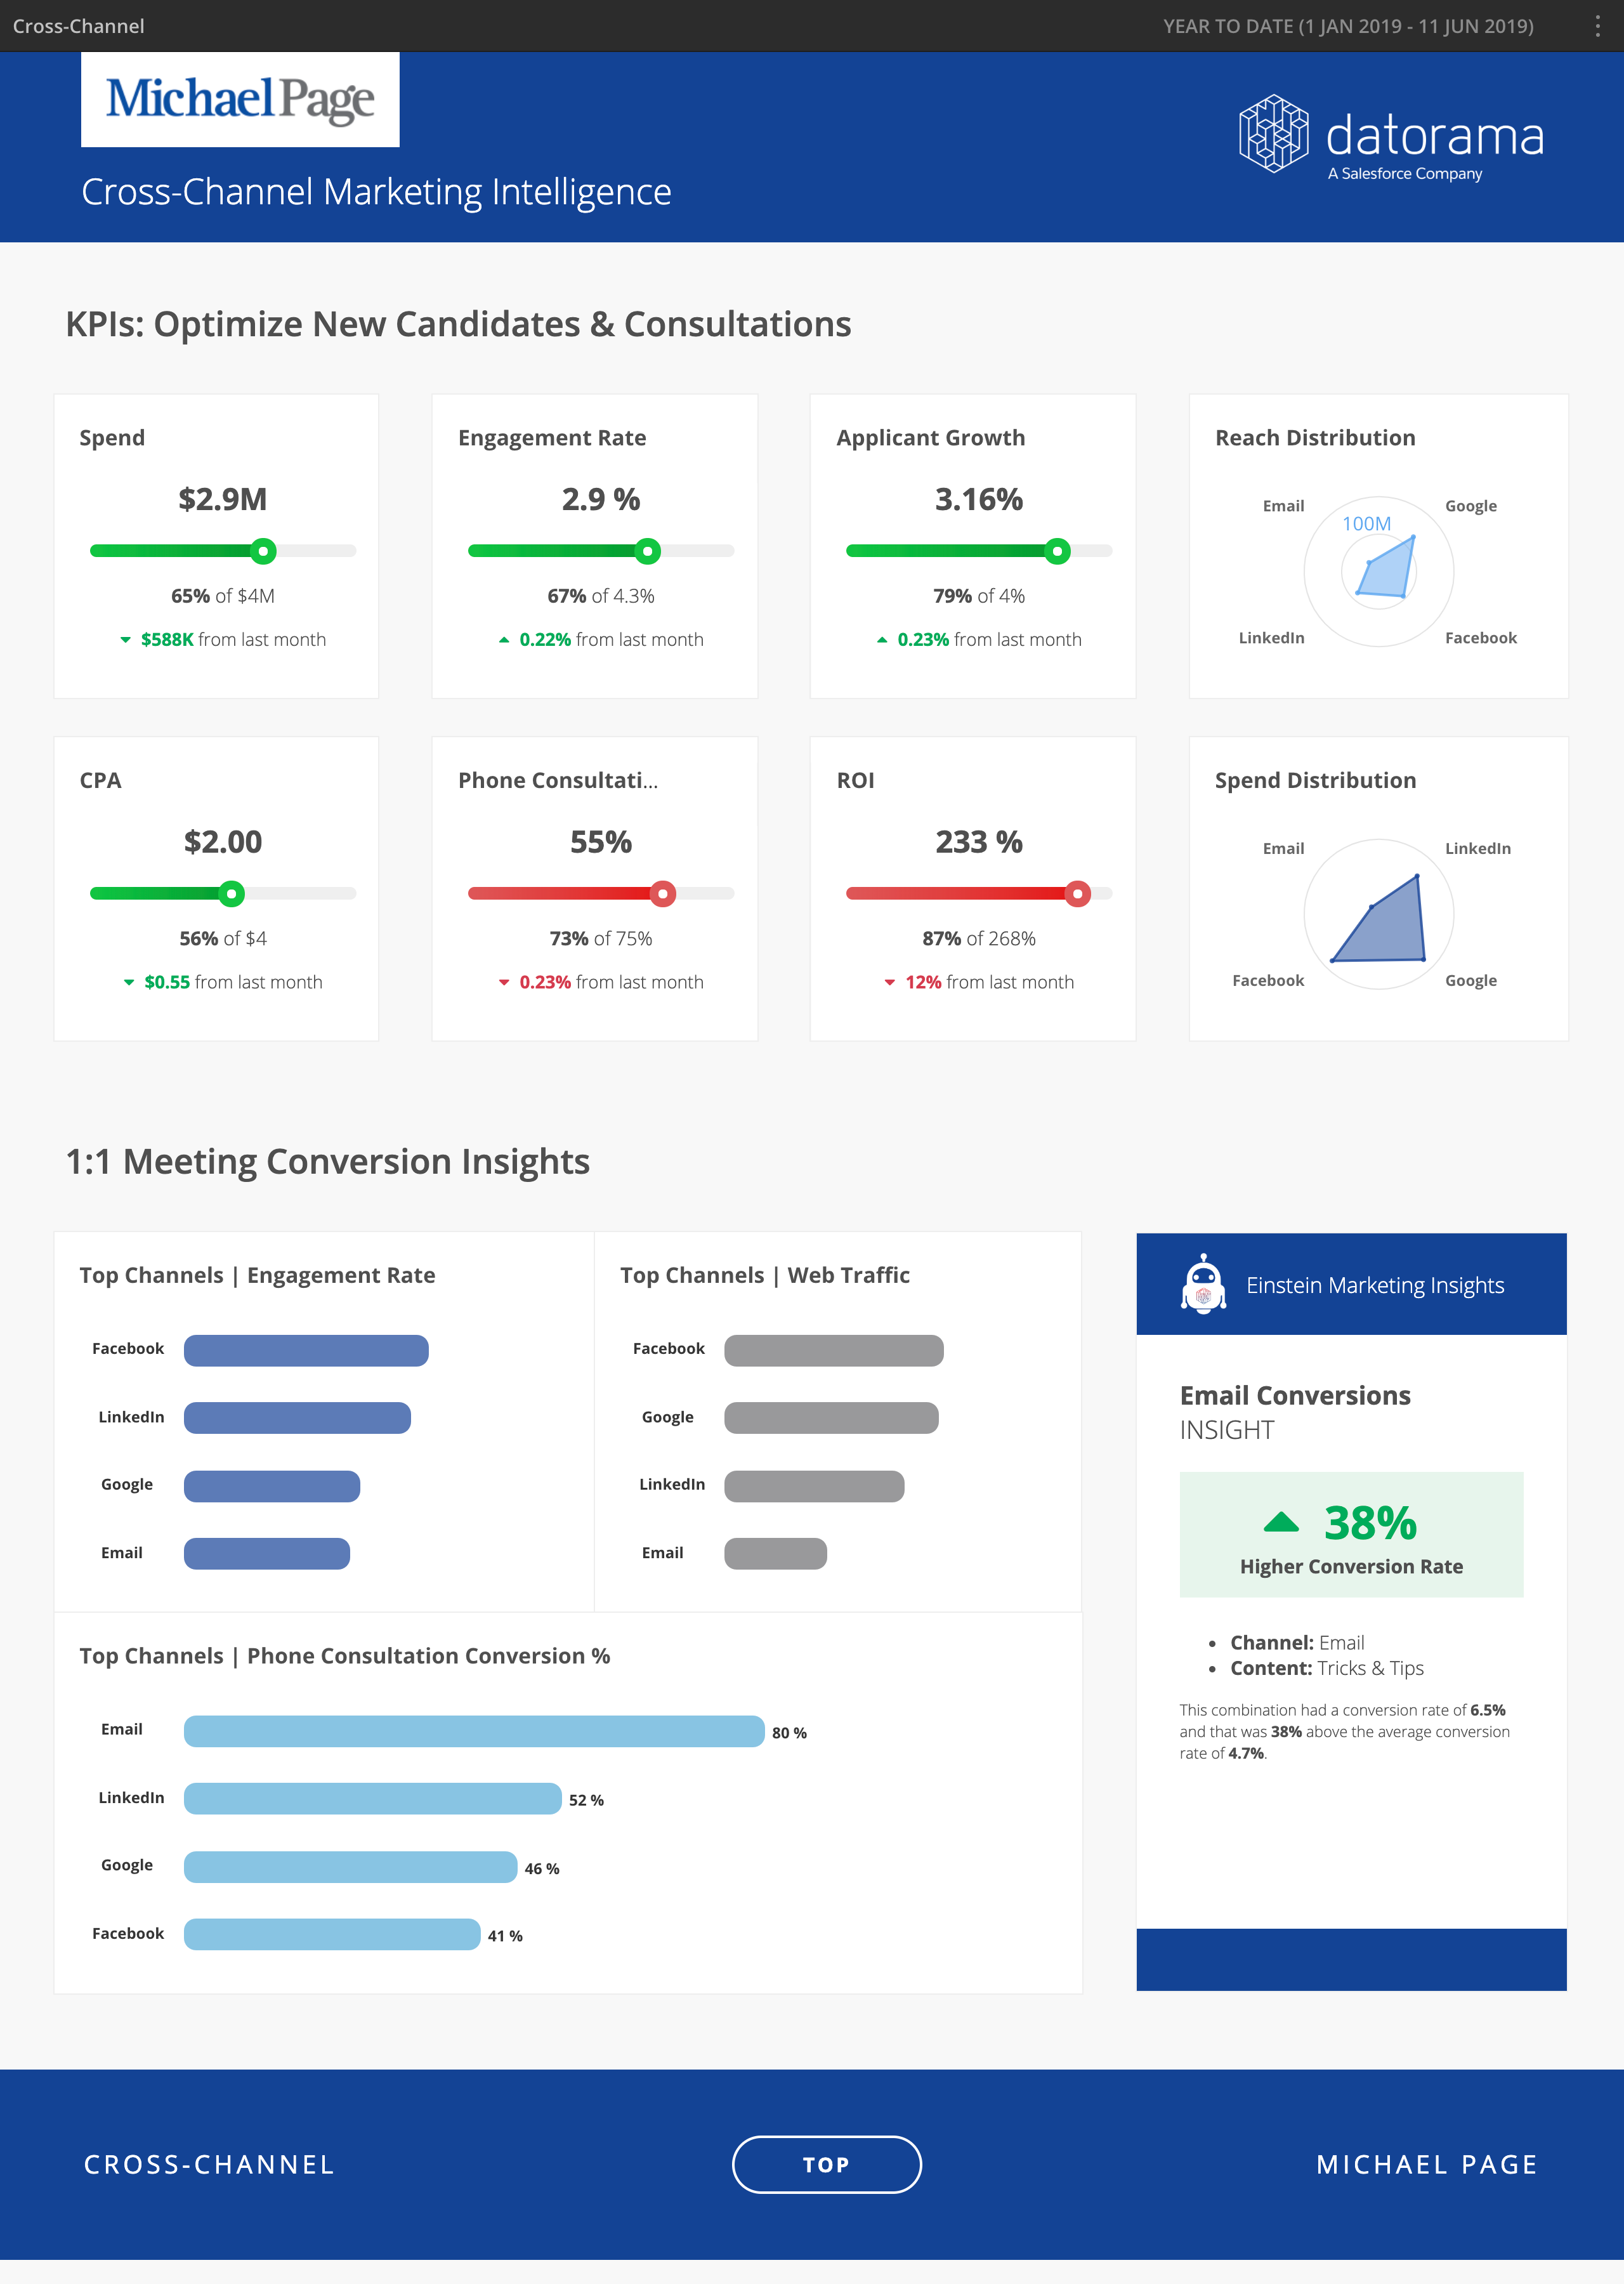 Cross-Channel
YEAR TO DATE (1 JAN 2019 - 11 JUN 2019)
Michael Page
datorama
A Salesforce Company
Cross-Channel Marketing Intelligence
KPIs: Optimize New Candidates & Consultations
Spend
$2.9M
65% of $4M
$588K from last month
Engagement Rate
2.9 %
67% of 4.3%
0.22% from last month
Applicant Growth
3.16%
79% of 4%
0.23% from last month
Reach Distribution
Email
Google
100M
LinkedIn
Facebook
CPA
$2.00
56% of $4
$0.55 from last month
Phone Consultati...
55%
73% of 75%
0.23% from last month
ROI
233 %
87% of 268%
12% from last month
Spend Distribution
Email
LinkedIn
Facebook
Google
1:1 Meeting Conversion Insights
Top Channels | Engagement Rate
Facebook
LinkedIn
Google
Email
Top Channels | Web Traffic
Facebook
Google
LinkedIn
Email
Top Channels | Phone Consultation Conversion %
Email 80 %
LinkedIn 52 %
Google 46 %
Facebook 41 %
Einstein Marketing Insights
Email Conversions
INSIGHT
38%
Higher Conversion Rate
• Channel: Email
• Content: Tricks & Tips
This combination had a conversion rate of 6.5%
and that was 38% above the average conversion
rate of 4.7%.
CROSS-CHANNEL
TOP
MICHAEL PAGE